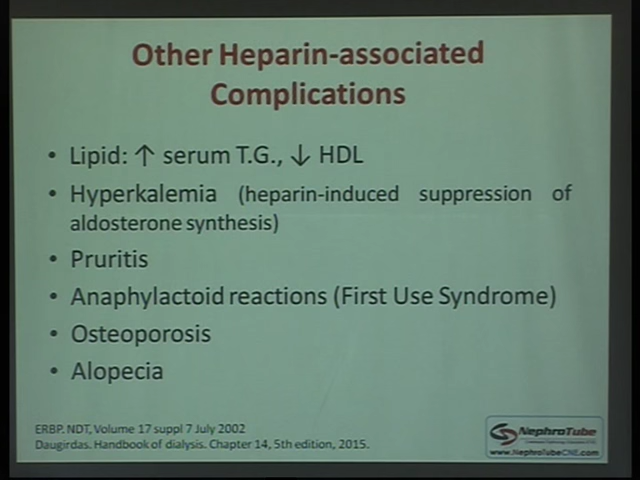 Other Heparin-associated
Complications
• Lipid: ↑ serum T.G., ↓ HDL
• Hyperkalemia (heparin-induced suppression of
aldosterone synthesis)
• Pruritis
• Anaphylactoid reactions (First Use Syndrome)
• Osteoporosis
• Alopecia
ERBP. NDT, Volume 17 suppl 7 July 2002
Daugirdas. Handbook of dialysis. Chapter 14, 5th edition, 2015.
NephroTube
www.NephroTubeCNE.com